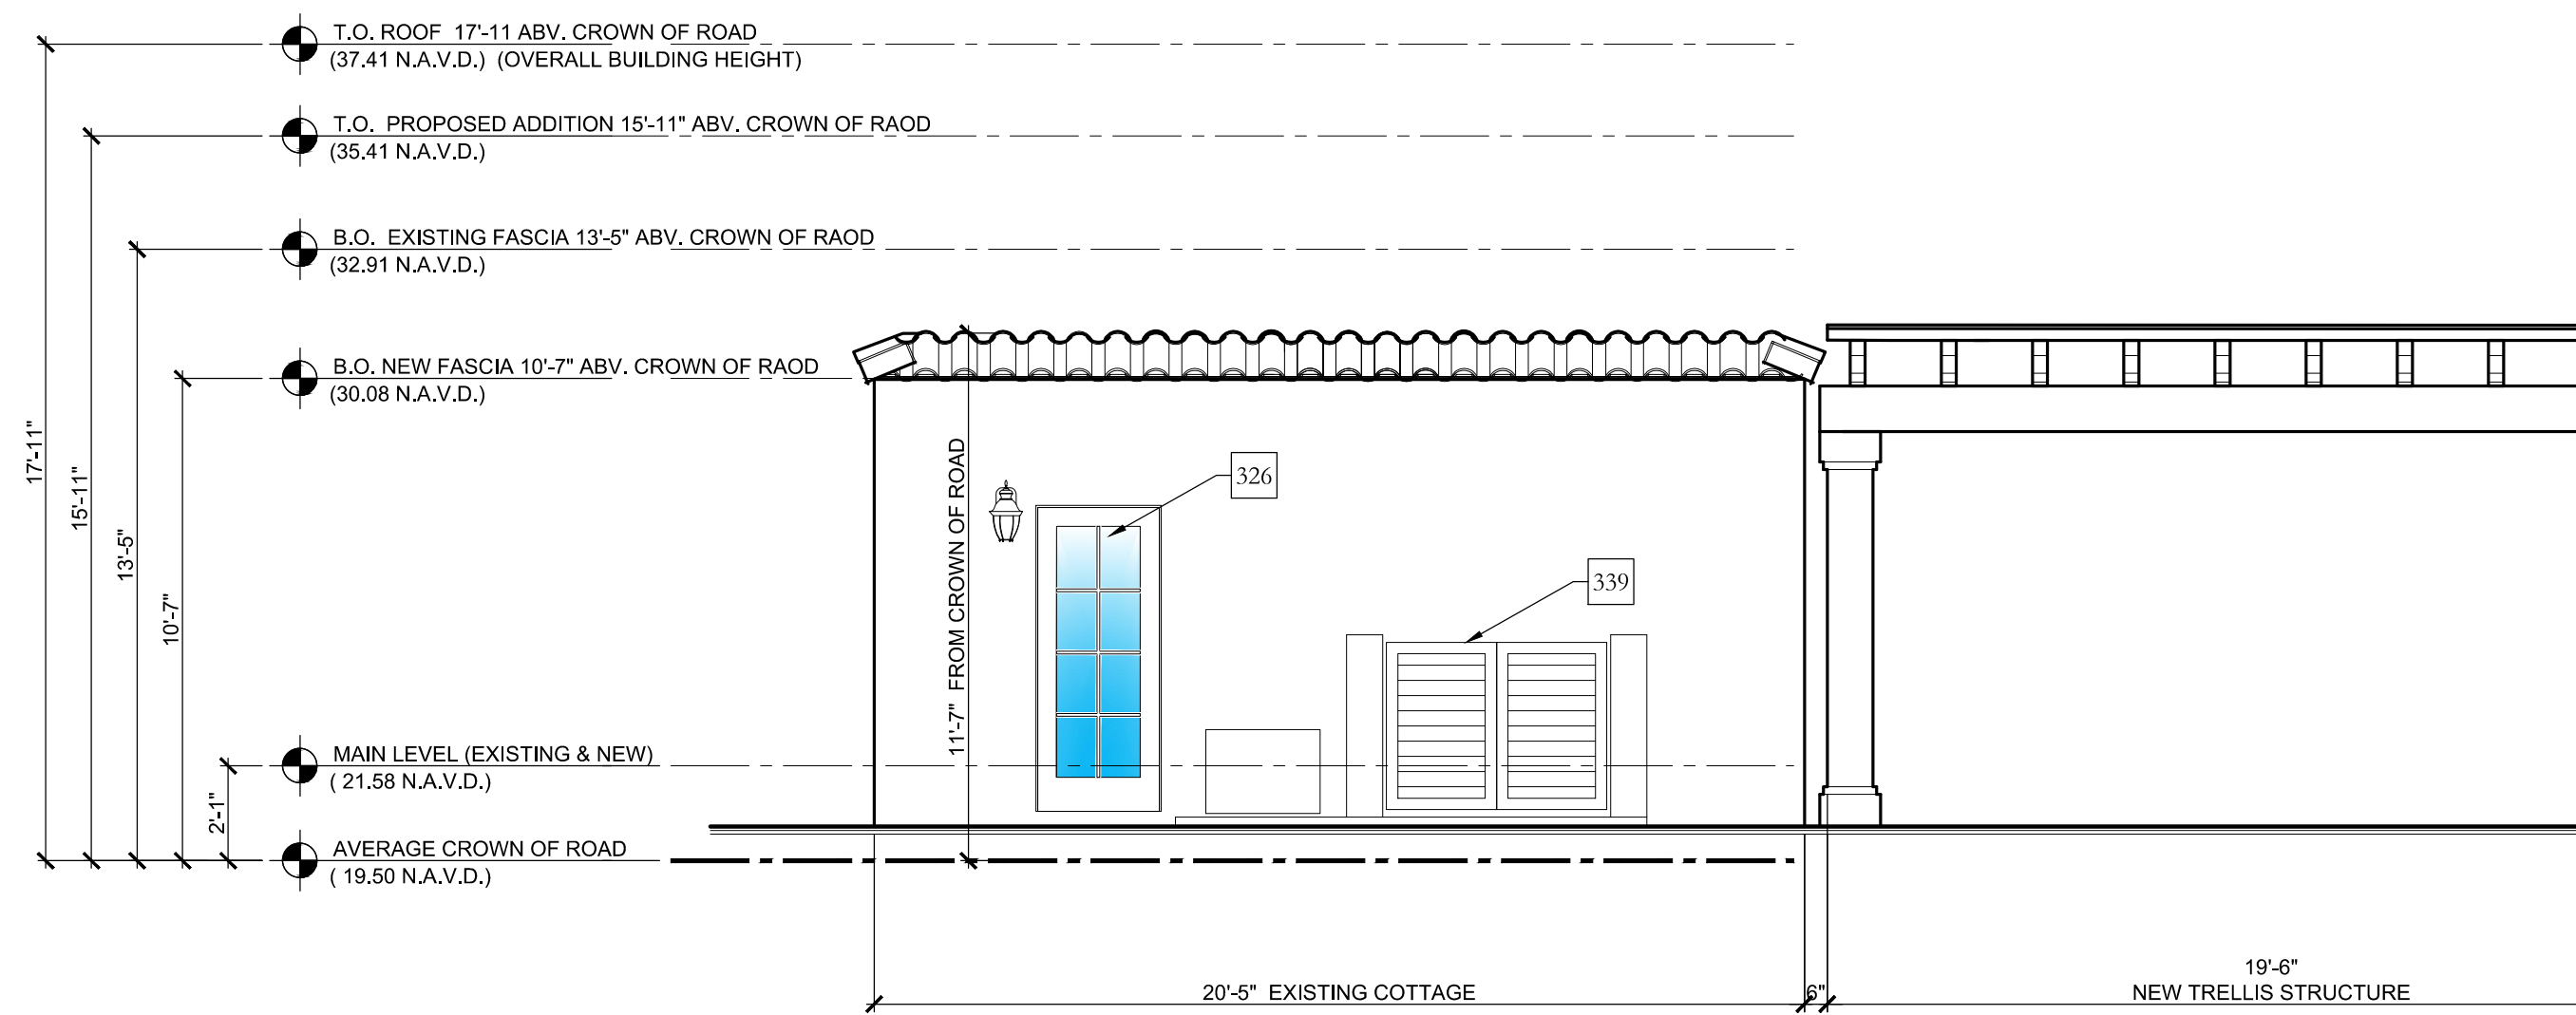 T.O. ROOF  17'-11 ABV. CROWN OF ROAD
(37.41 N.A.V.D.)  (OVERALL BUILDING HEIGHT)
T.O.  PROPOSED ADDITION 15'-11" ABV. CROWN OF RAOD
(35.41 N.A.V.D.)
B.O.  EXISTING FASCIA 13'-5" ABV. CROWN OF RAOD
(32.91 N.A.V.D.)
B.O. NEW FASCIA 10'-7" ABV. CROWN OF RAOD
(30.08 N.A.V.D.)
17'-11"
15'-11"
13'-5"
10'-7"
2'-1"
11'-7"  FROM CROWN OF ROAD
326
339
MAIN LEVEL (EXISTING & NEW)
( 21.58 N.A.V.D.)
AVERAGE CROWN OF ROAD
( 19.50 N.A.V.D.)
20'-5"  EXISTING COTTAGE
6"
19'-6"
NEW TRELLIS STRUCTURE